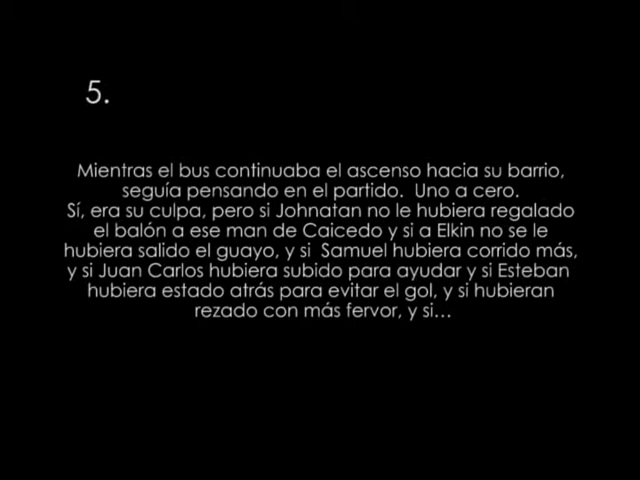 5.
Mientras el bus continuaba el ascenso hacia su barrio,
seguía pensando en el partido.  Uno a cero.
Sí, era su culpa, pero si Johnatan no le hubiera regalado
el balón a ese man de Caicedo y si a Elkin no se le
hubiera salido el guayo, y si  Samuel hubiera corrido más,
y si Juan Carlos hubiera subido para ayudar y si Esteban
hubiera estado atrás para evitar el gol, y si hubieran
rezado con más fervor, y si...